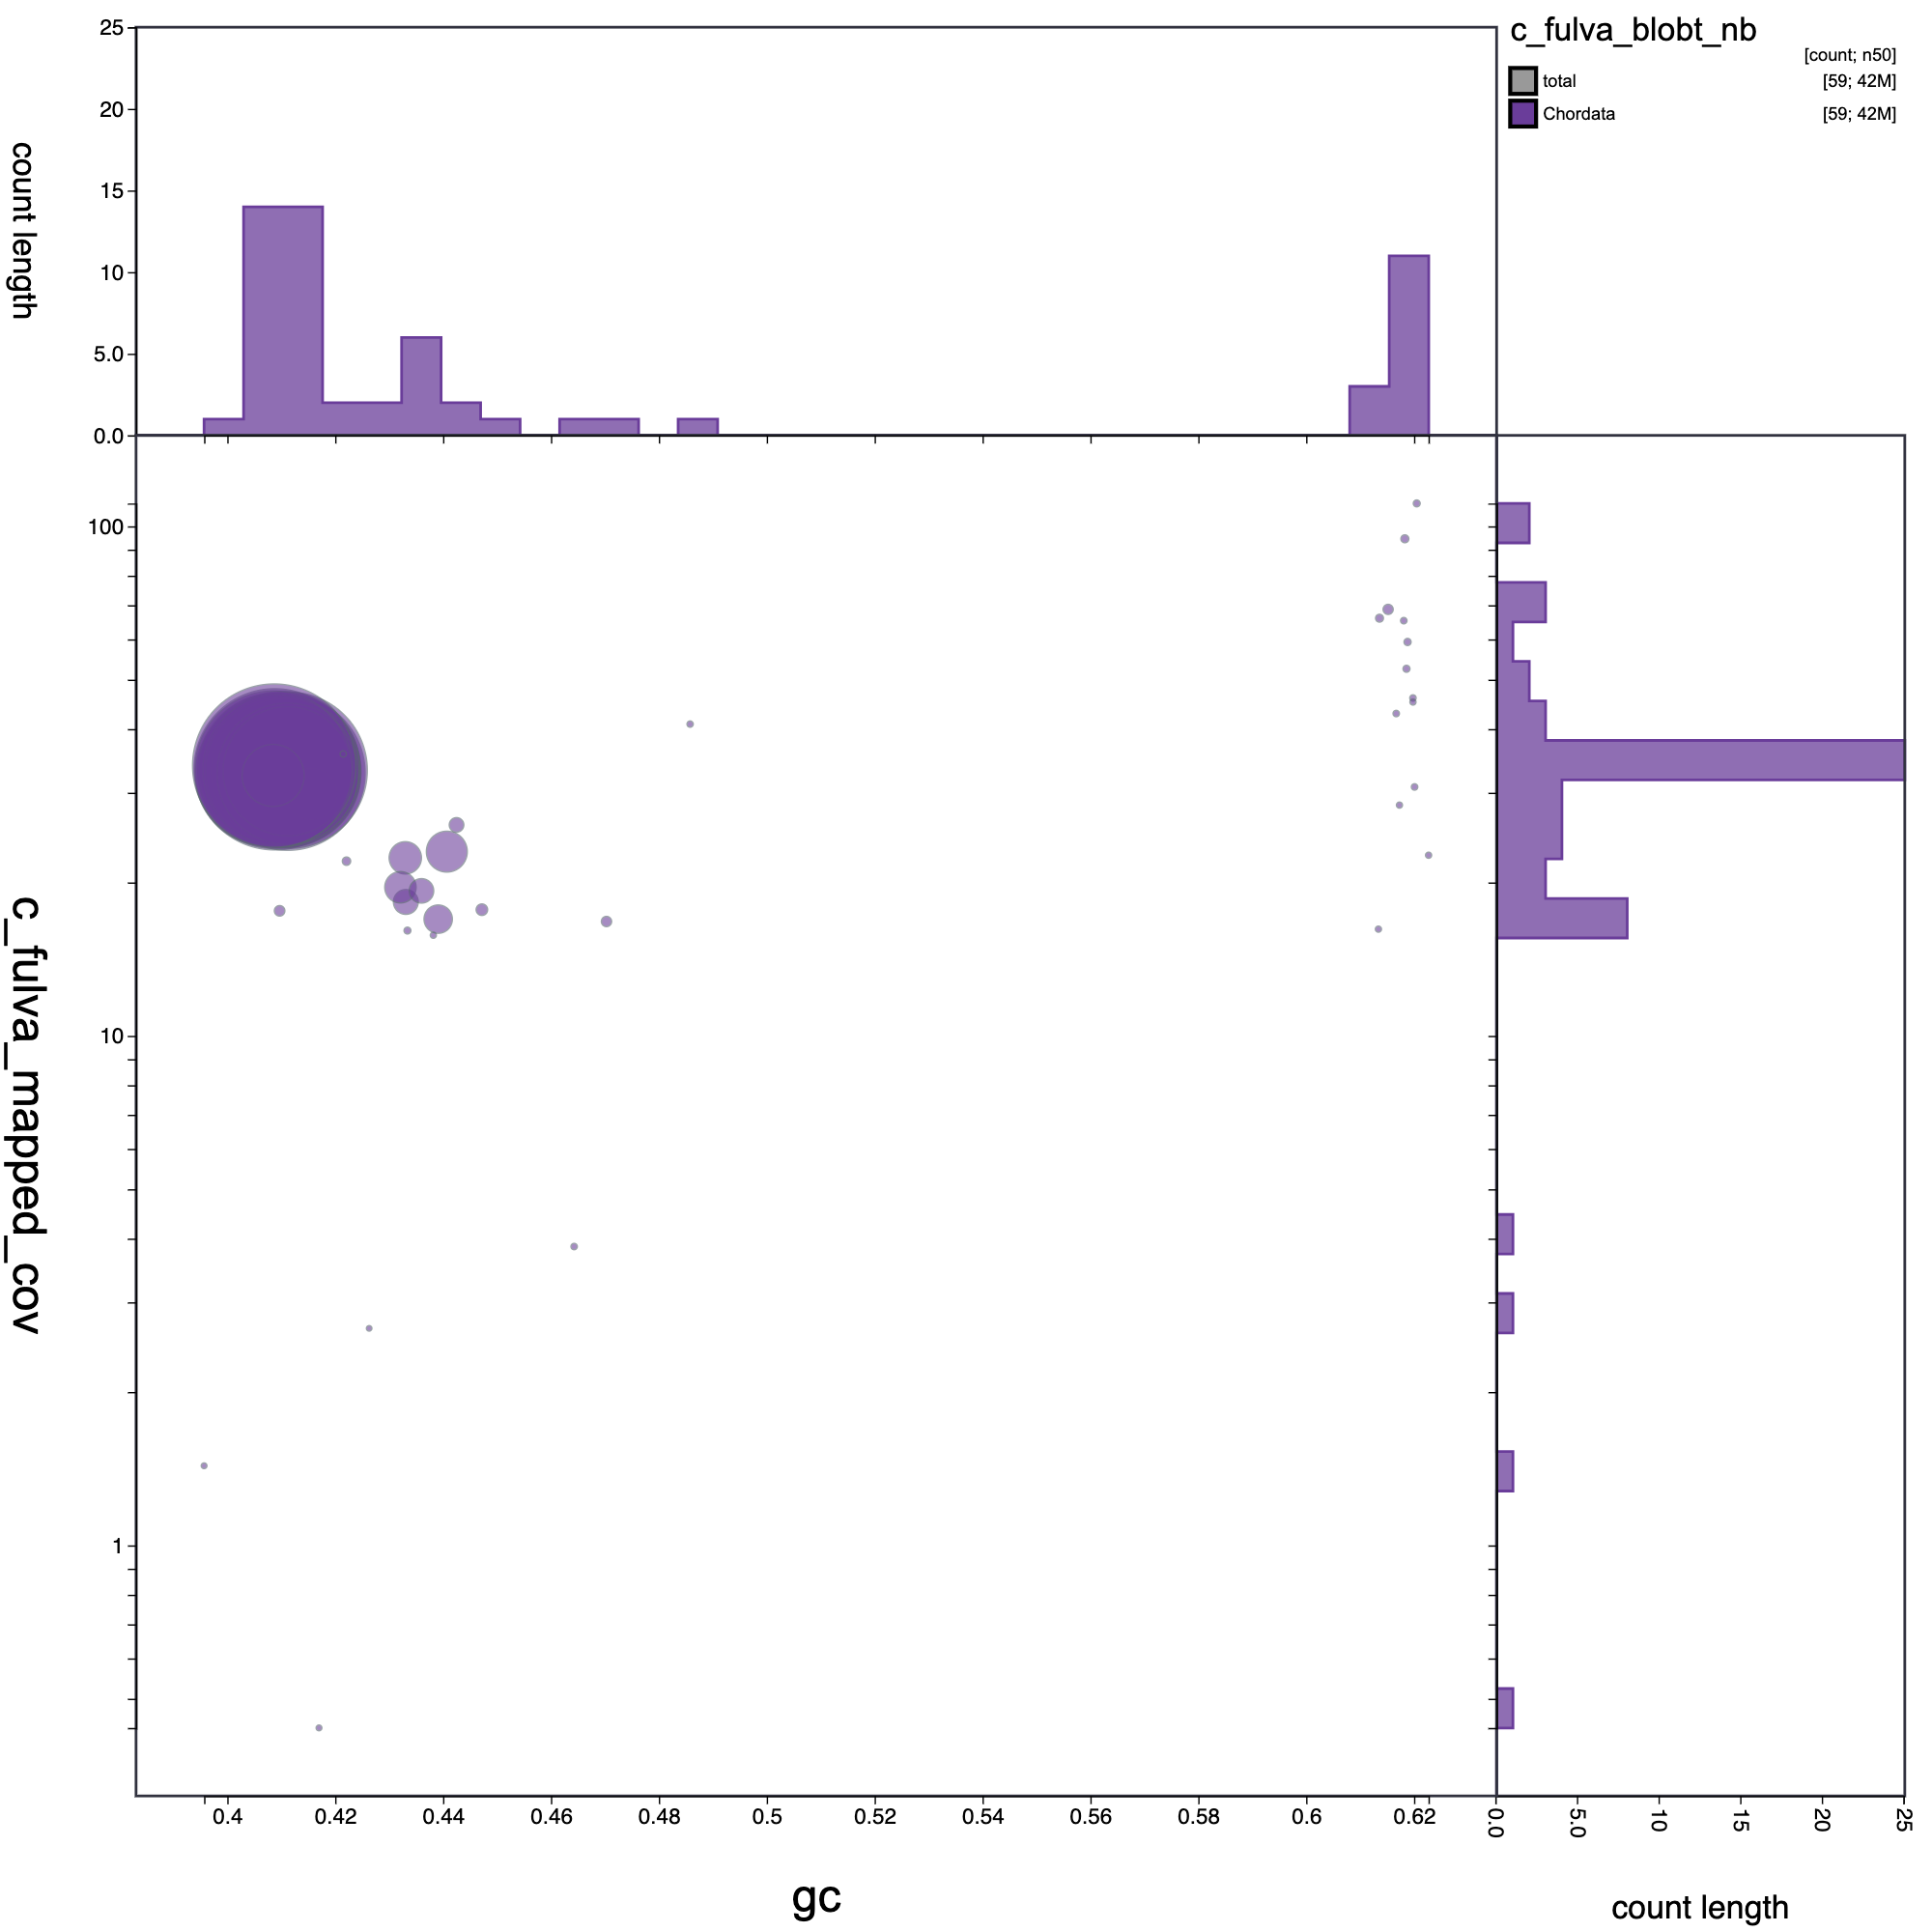 c_fulva_blobt_nb
[count; n50]
total [59; 42M]
Chordata [59; 42M]
count length
25
20
15
10
5.0
0.0
c_fulva_mapped_cov
100
10
1
0.4 0.42 0.44 0.46 0.48 0.5 0.52 0.54 0.56 0.58 0.6 0.62
gc
0.0 5.0 10 15 20 25
count length